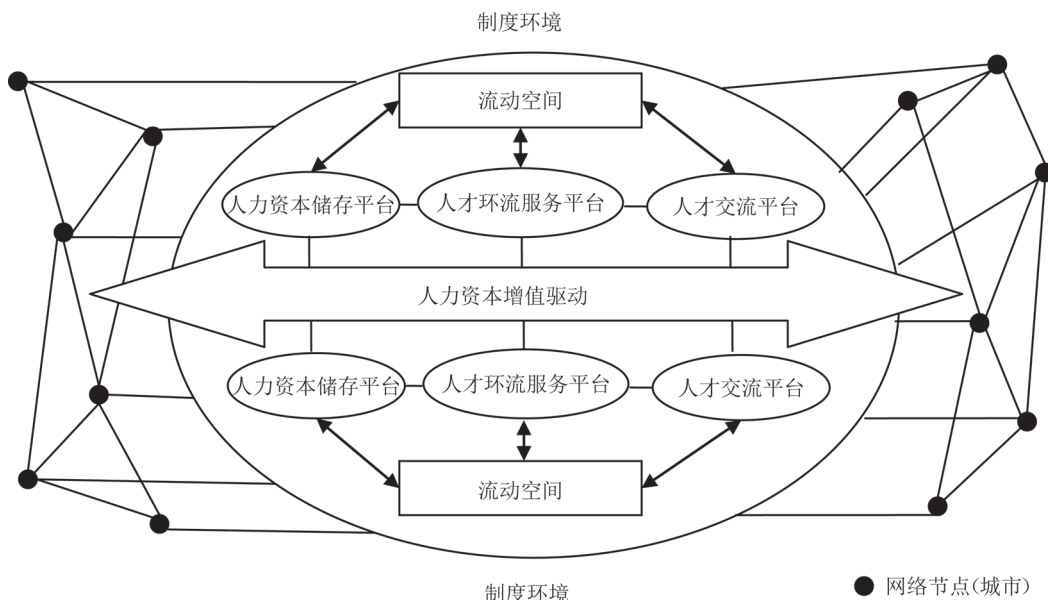 制度环境
流动空间
人力资本储存平台
人才环流服务平台
人才交流平台
人力资本增值驱动
人力资本储存平台
人才环流服务平台
人才交流平台
流动空间
制度环境
网络节点(城市)